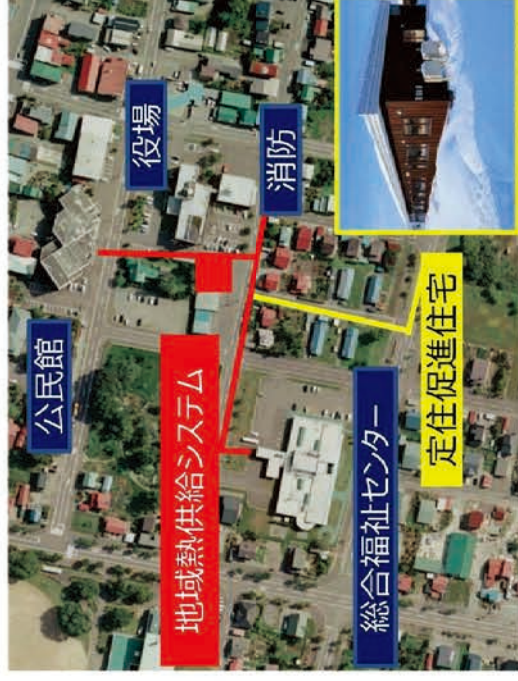 公民館
役場
消防
地域熱供給システム
総合福祉センター
定住促進住宅